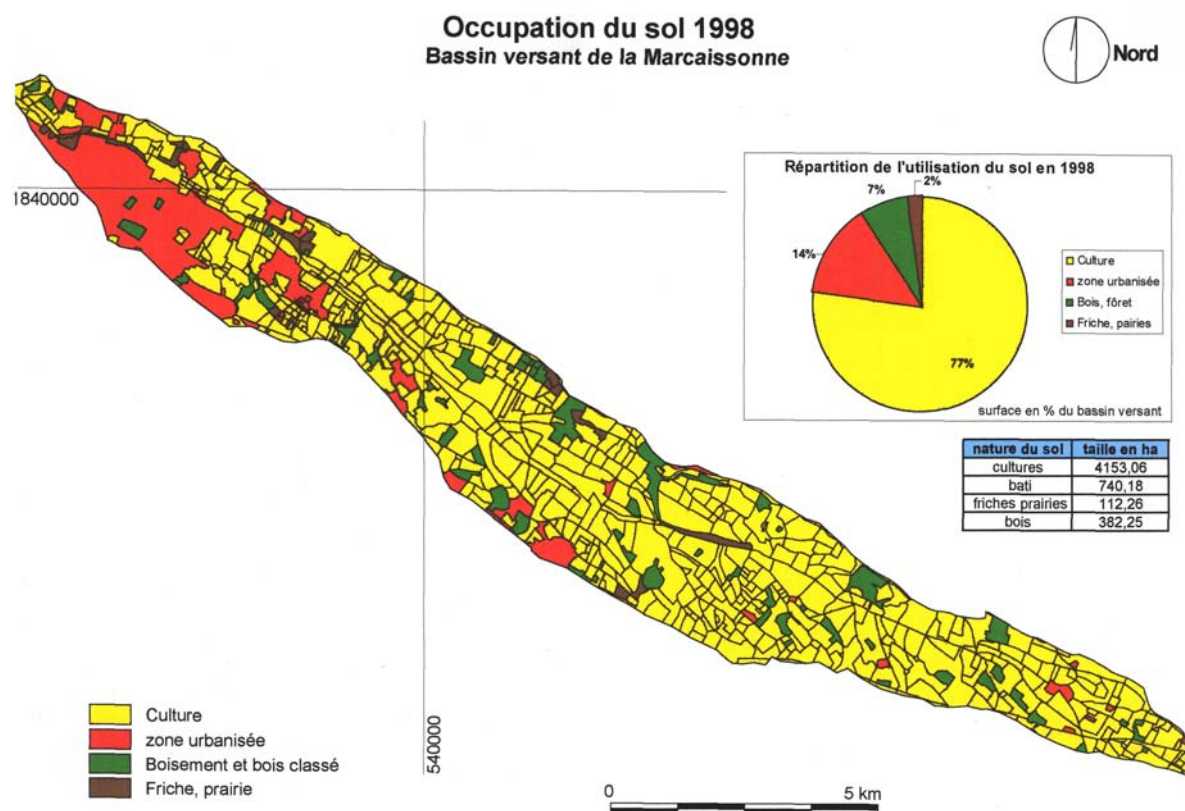 Occupation du sol 1998
Bassin versant de la Marcaissonne
Nord
1840000
540000
Répartition de l'utilisation du sol en 1998
7%
2%
14%
77%
Culture
zone urbanisée
Bois, fôret
Friche, pairies
surface en % du bassin versant
nature du sol taille en ha
cultures 4153,06
bati 740,18
friches prairies 112,26
bois 382,25
Culture
zone urbanisée
Boisement et bois classé
Friche, prairie
0 5 km